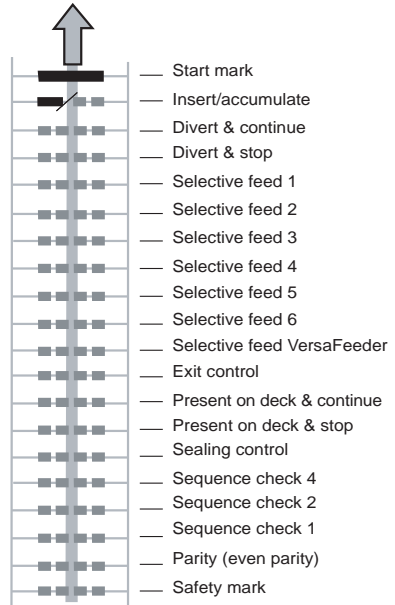 Start mark
Insert/accumulate
Divert & continue
Divert & stop
Selective feed 1
Selective feed 2
Selective feed 3
Selective feed 4
Selective feed 5
Selective feed 6
Selective feed VersaFeeder
Exit control
Present on deck & continue
Present on deck & stop
Sealing control
Sequence check 4
Sequence check 2
Sequence check 1
Parity (even parity)
Safety mark